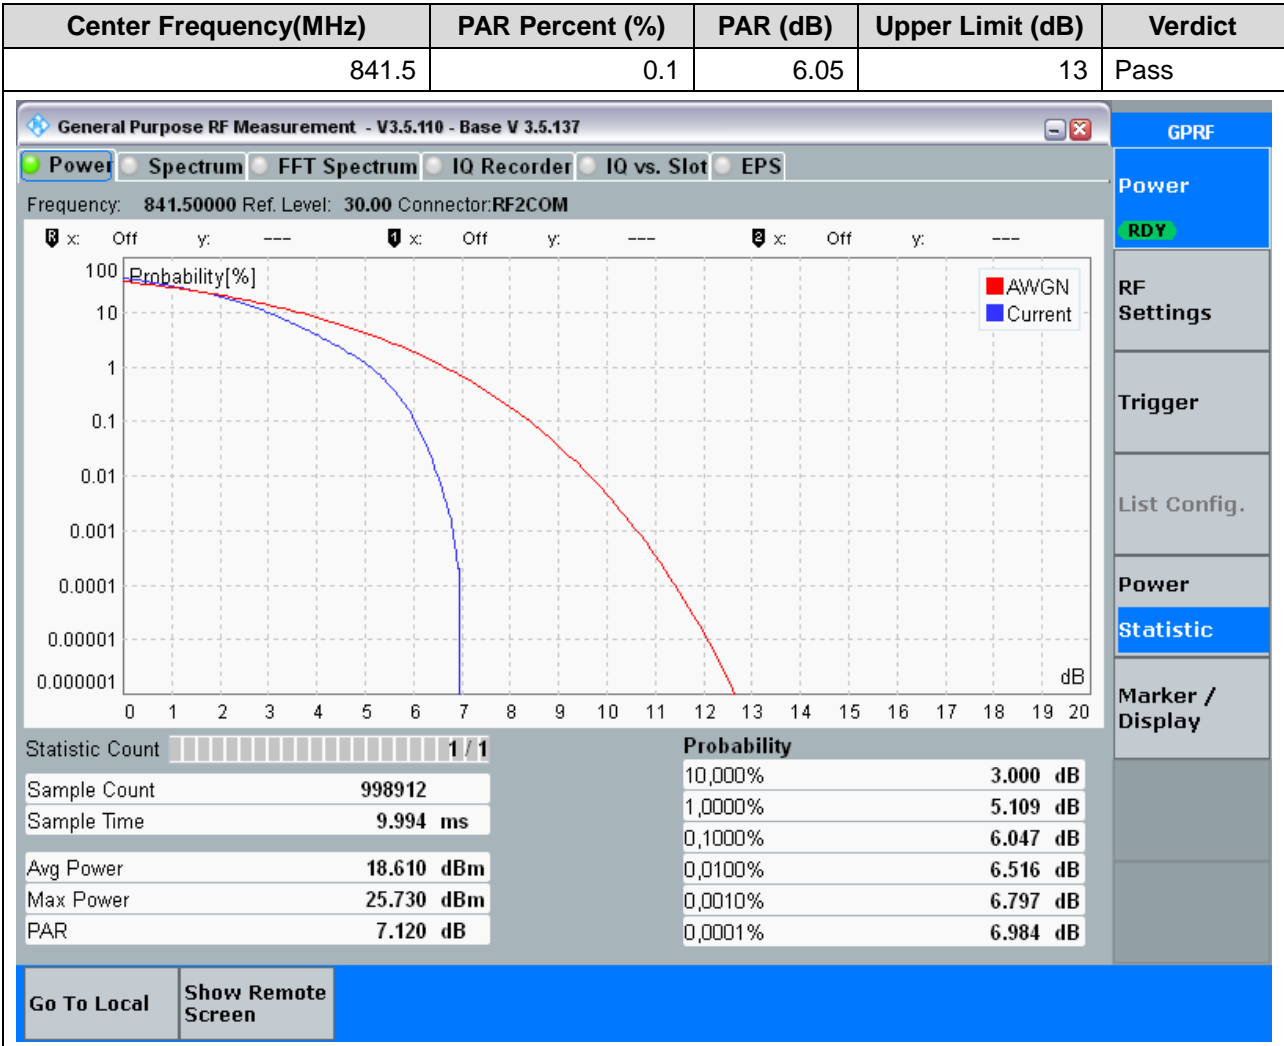 Center Frequency(MHz) PAR Percent (%) PAR (dB) Upper Limit (dB) Verdict
841.5 0.1 6.05 13 Pass
General Purpose RF Measurement - V3.5.110 - Base V 3.5.137
GPRF
Power Spectrum FFT Spectrum IQ Recorder IQ vs. Slot EPS
Power
RDY
Frequency: 841.50000 Ref. Level: 30.00 Connector:RF2COM
R x: Off y: --- 1 x: Off y: --- 2 x: Off y: ---
Probability[%]
AWGN
Current
100
10
1
0.1
0.01
0.001
0.0001
0.00001
0.000001
dB
0 1 2 3 4 5 6 7 8 9 10 11 12 13 14 15 16 17 18 19 20
RF
Settings
Trigger
List Config.
Power
Statistic
Marker /
Display
Statistic Count 1 / 1
Sample Count 998912
Sample Time 9.994 ms
Avg Power 18.610 dBm
Max Power 25.730 dBm
PAR 7.120 dB
Probability
10,000% 3.000 dB
1,0000% 5.109 dB
0,1000% 6.047 dB
0,0100% 6.516 dB
0,0010% 6.797 dB
0,0001% 6.984 dB
Go To Local
Show Remote
Screen